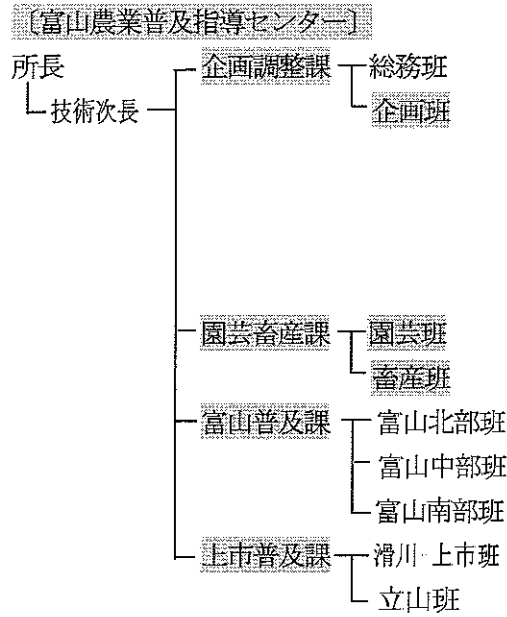 〔富山農業普及指導センター〕
所長
技術次長
企画調整課
総務班
企画班
園芸畜産課
園芸班
畜産班
富山普及課
富山北部班
富山中部班
富山南部班
上市普及課
滑川・上市班
立山班